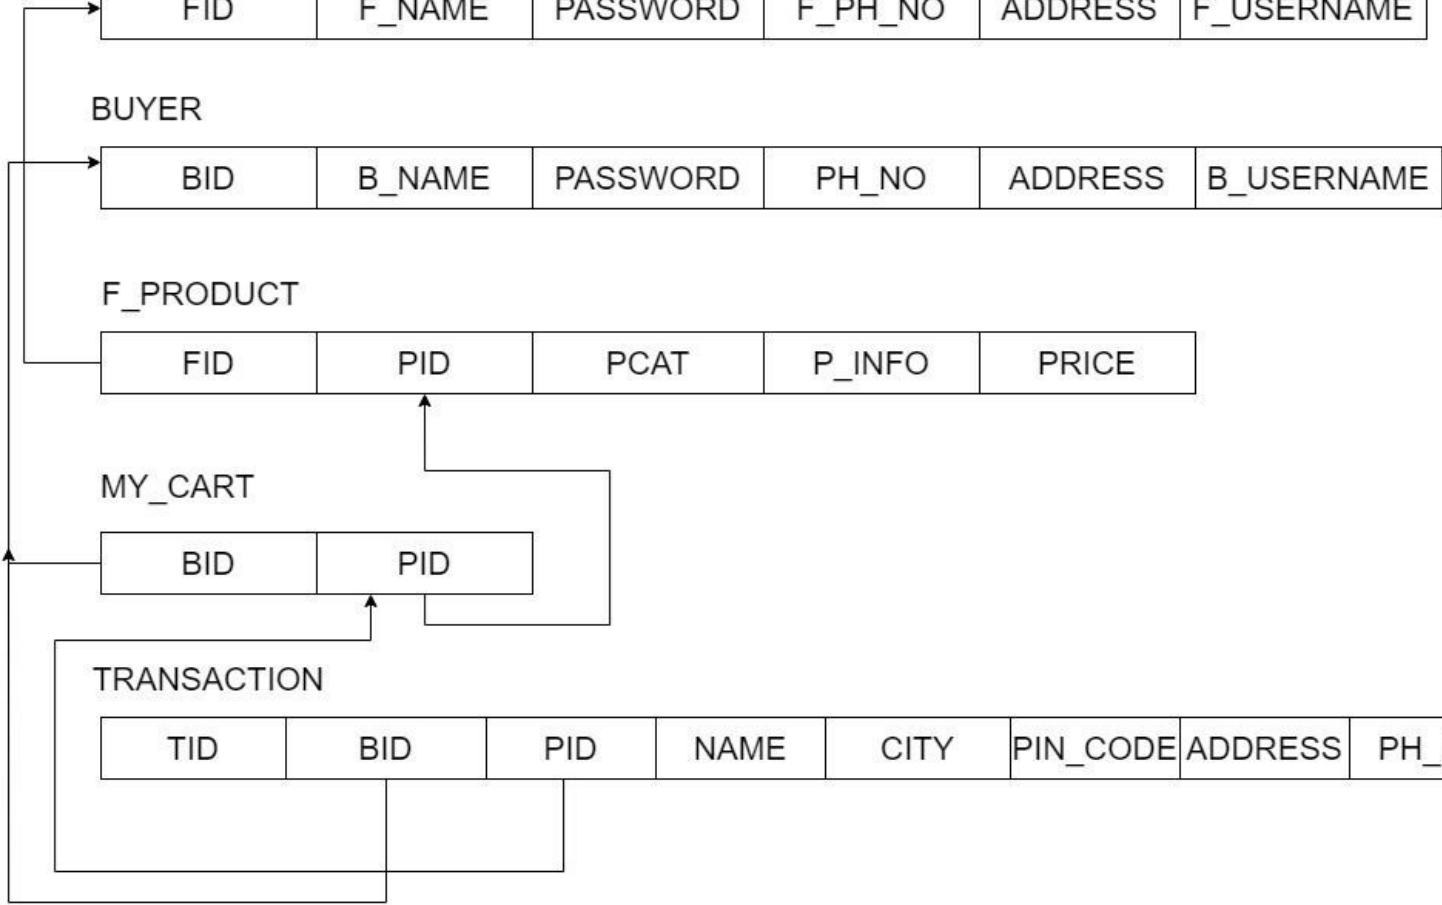 FID F_NAME PASSWORD F_PH_NO ADDRESS F_USERNAME
BUYER
BID B_NAME PASSWORD PH_NO ADDRESS B_USERNAME
F_PRODUCT
FID PID PCAT P_INFO PRICE
MY_CART
BID PID
TRANSACTION
TID BID PID NAME CITY PIN_CODE ADDRESS PH_